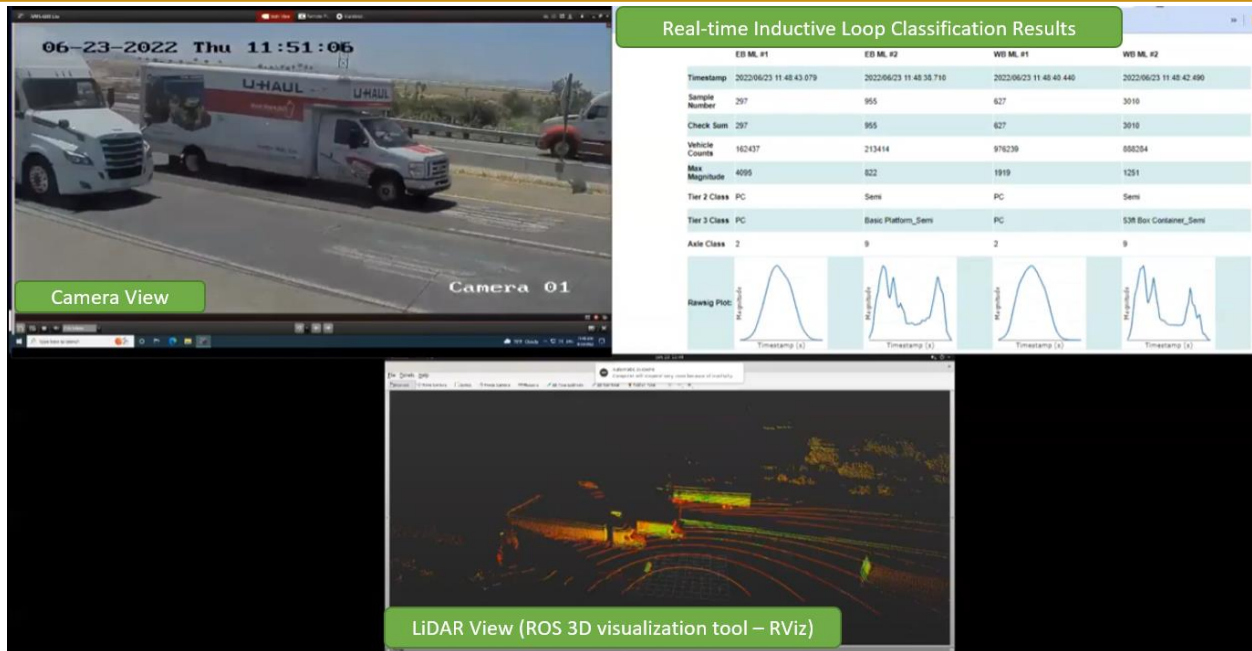 06-23-2022 Thu 11:51:06
U-HAUL
U-HAUL
Camera 01
Camera View
Real-time Inductive Loop Classification Results
EB ML #1 EB ML #2 WB ML #1 WB ML #2
Timestamp 2022/06/23 11:48:43.079 2022/06/23 11:48:38.710 2022/06/23 11:48:40.440 2022/06/23 11:48:42.490
Sample
Number 297 955 627 3010
Check Sum 297 955 627 3010
Vehicle
Counts 162437 213414 976239 888284
Max
Magnitude 4095 822 1919 1251
Tier 2 Class PC Semi PC Semi
Tier 3 Class PC Basic Platform_Semi PC 53ft Box Container_Semi
Axle Class 2 9 2 9
Rawsig Plot:
Magnitude Magnitude Magnitude Magnitude
Timestamp (s) Timestamp (s) Timestamp (s) Timestamp (s)
File Panels Help
LiDAR View (ROS 3D visualization tool – RViz)